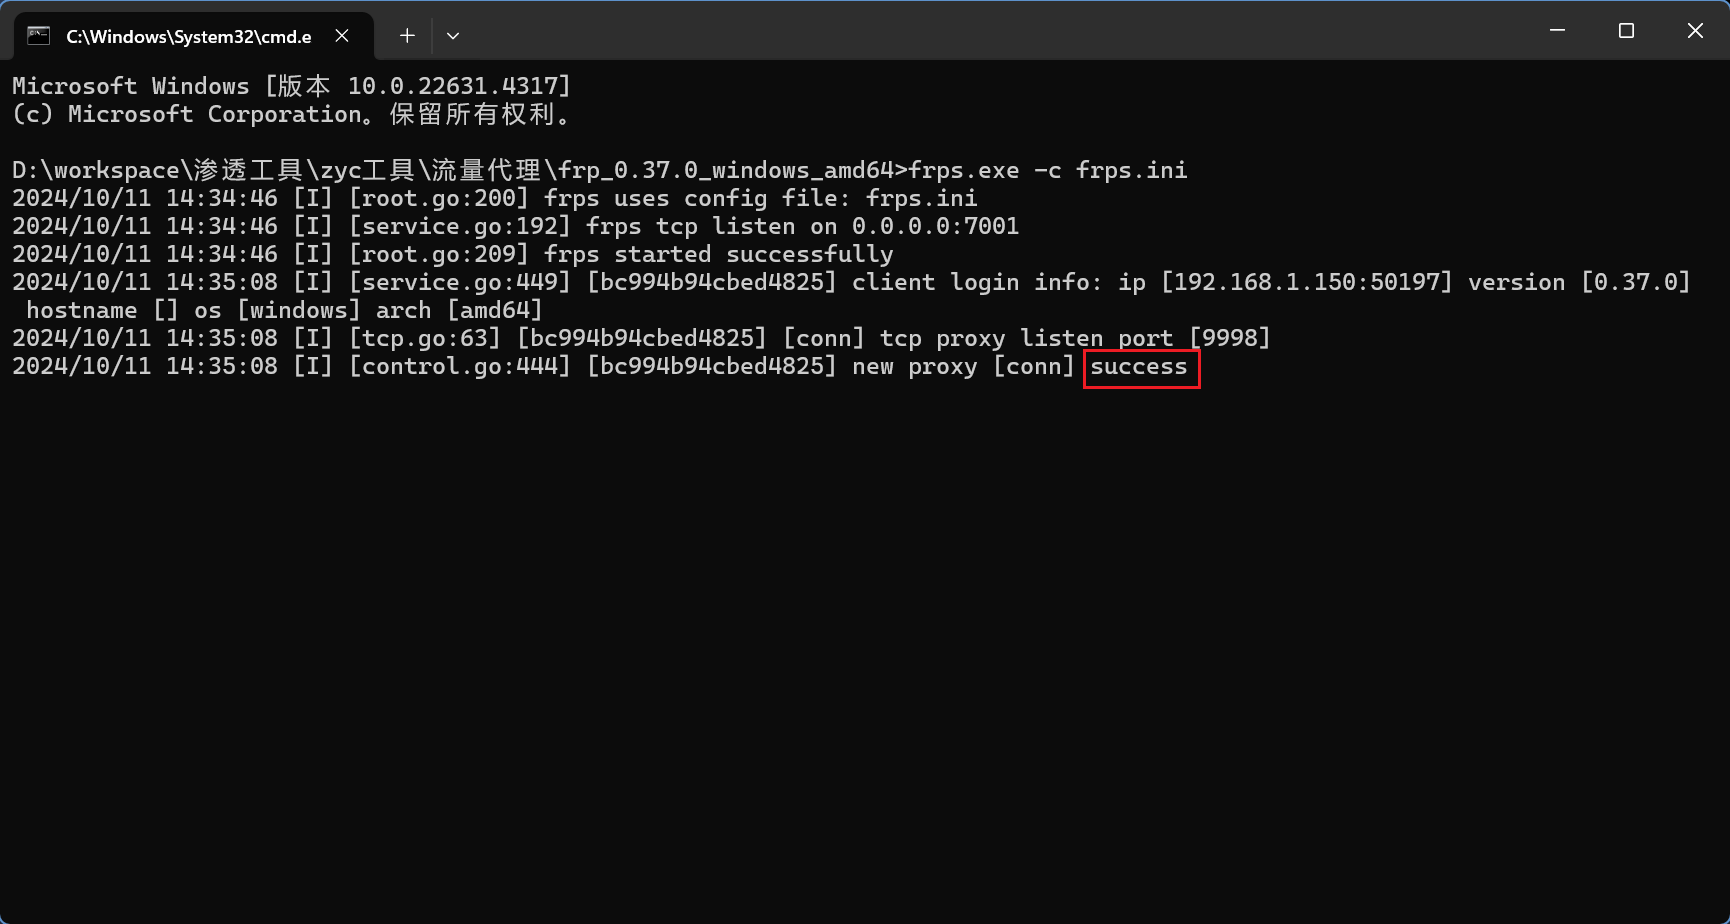 C:\Windows\System32\cmd.e
Microsoft Windows [版本 10.0.22631.4317]
(c) Microsoft Corporation。保留所有权利。
D:\workspace\渗透工具\zyc工具\流量代理\frp_0.37.0_windows_amd64>frps.exe -c frps.ini
2024/10/11 14:34:46 [I] [root.go:200] frps uses config file: frps.ini
2024/10/11 14:34:46 [I] [service.go:192] frps tcp listen on 0.0.0.0:7001
2024/10/11 14:34:46 [I] [root.go:209] frps started successfully
2024/10/11 14:35:08 [I] [service.go:449] [bc994b94cbed4825] client login info: ip [192.168.1.150:50197] version [0.37.0]
 hostname [] os [windows] arch [amd64]
2024/10/11 14:35:08 [I] [tcp.go:63] [bc994b94cbed4825] [conn] tcp proxy listen port [9998]
2024/10/11 14:35:08 [I] [control.go:444] [bc994b94cbed4825] new proxy [conn] success